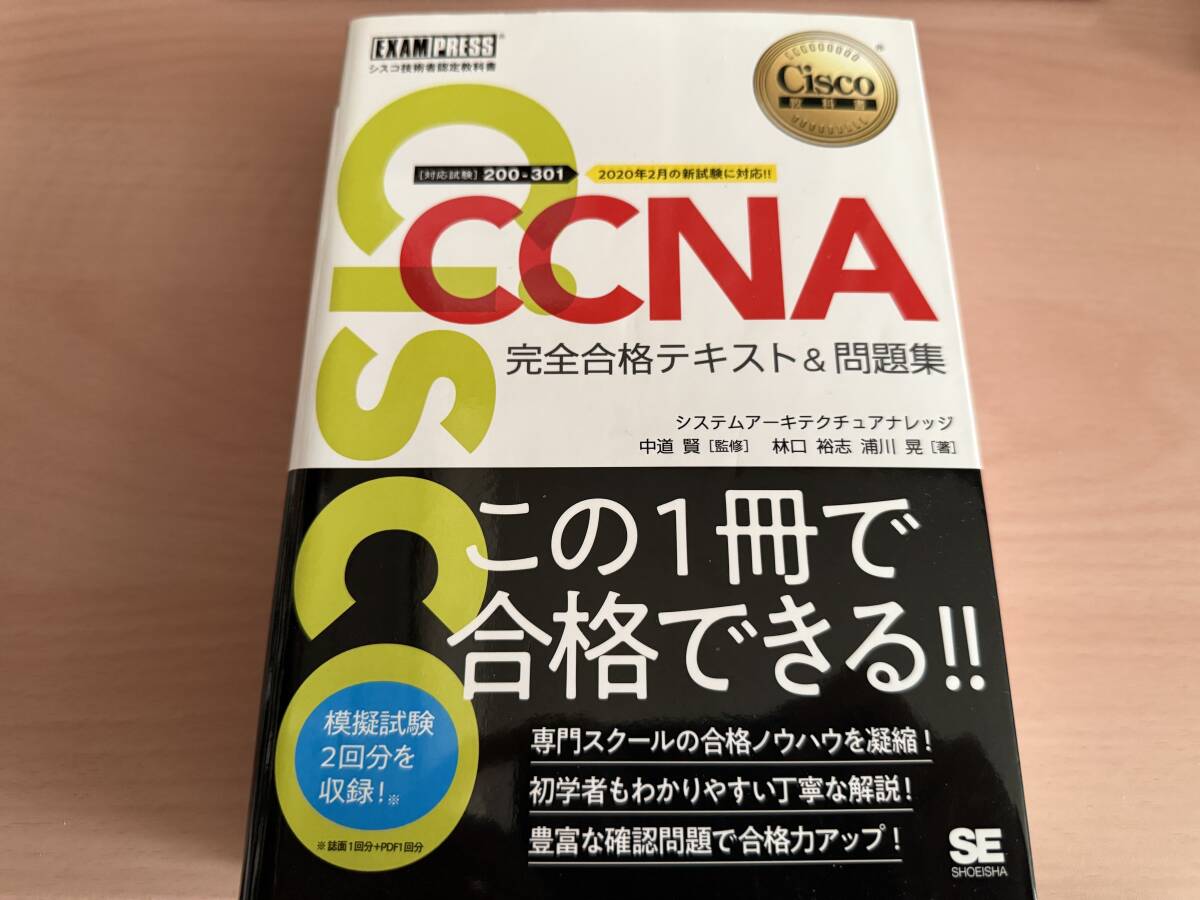 EXAMPRESS®
シスコ技術者認定教科書
Cisco
教科書
®
Cisco
[対応試験] 200-301
2020年2月の新試験に対応!!
CCNA
完全合格テキスト&問題集
システムアーキテクチュアナレッジ
中道 賢[監修] 林口 裕志 浦川 晃[著]
この1冊で
合格できる!!
模擬試験
2回分を
収録!※
※誌面1回分+PDF1回分
専門スクールの合格ノウハウを凝縮!
初学者もわかりやすい丁寧な解説!
豊富な確認問題で合格力アップ!
SE
SHOEISHA